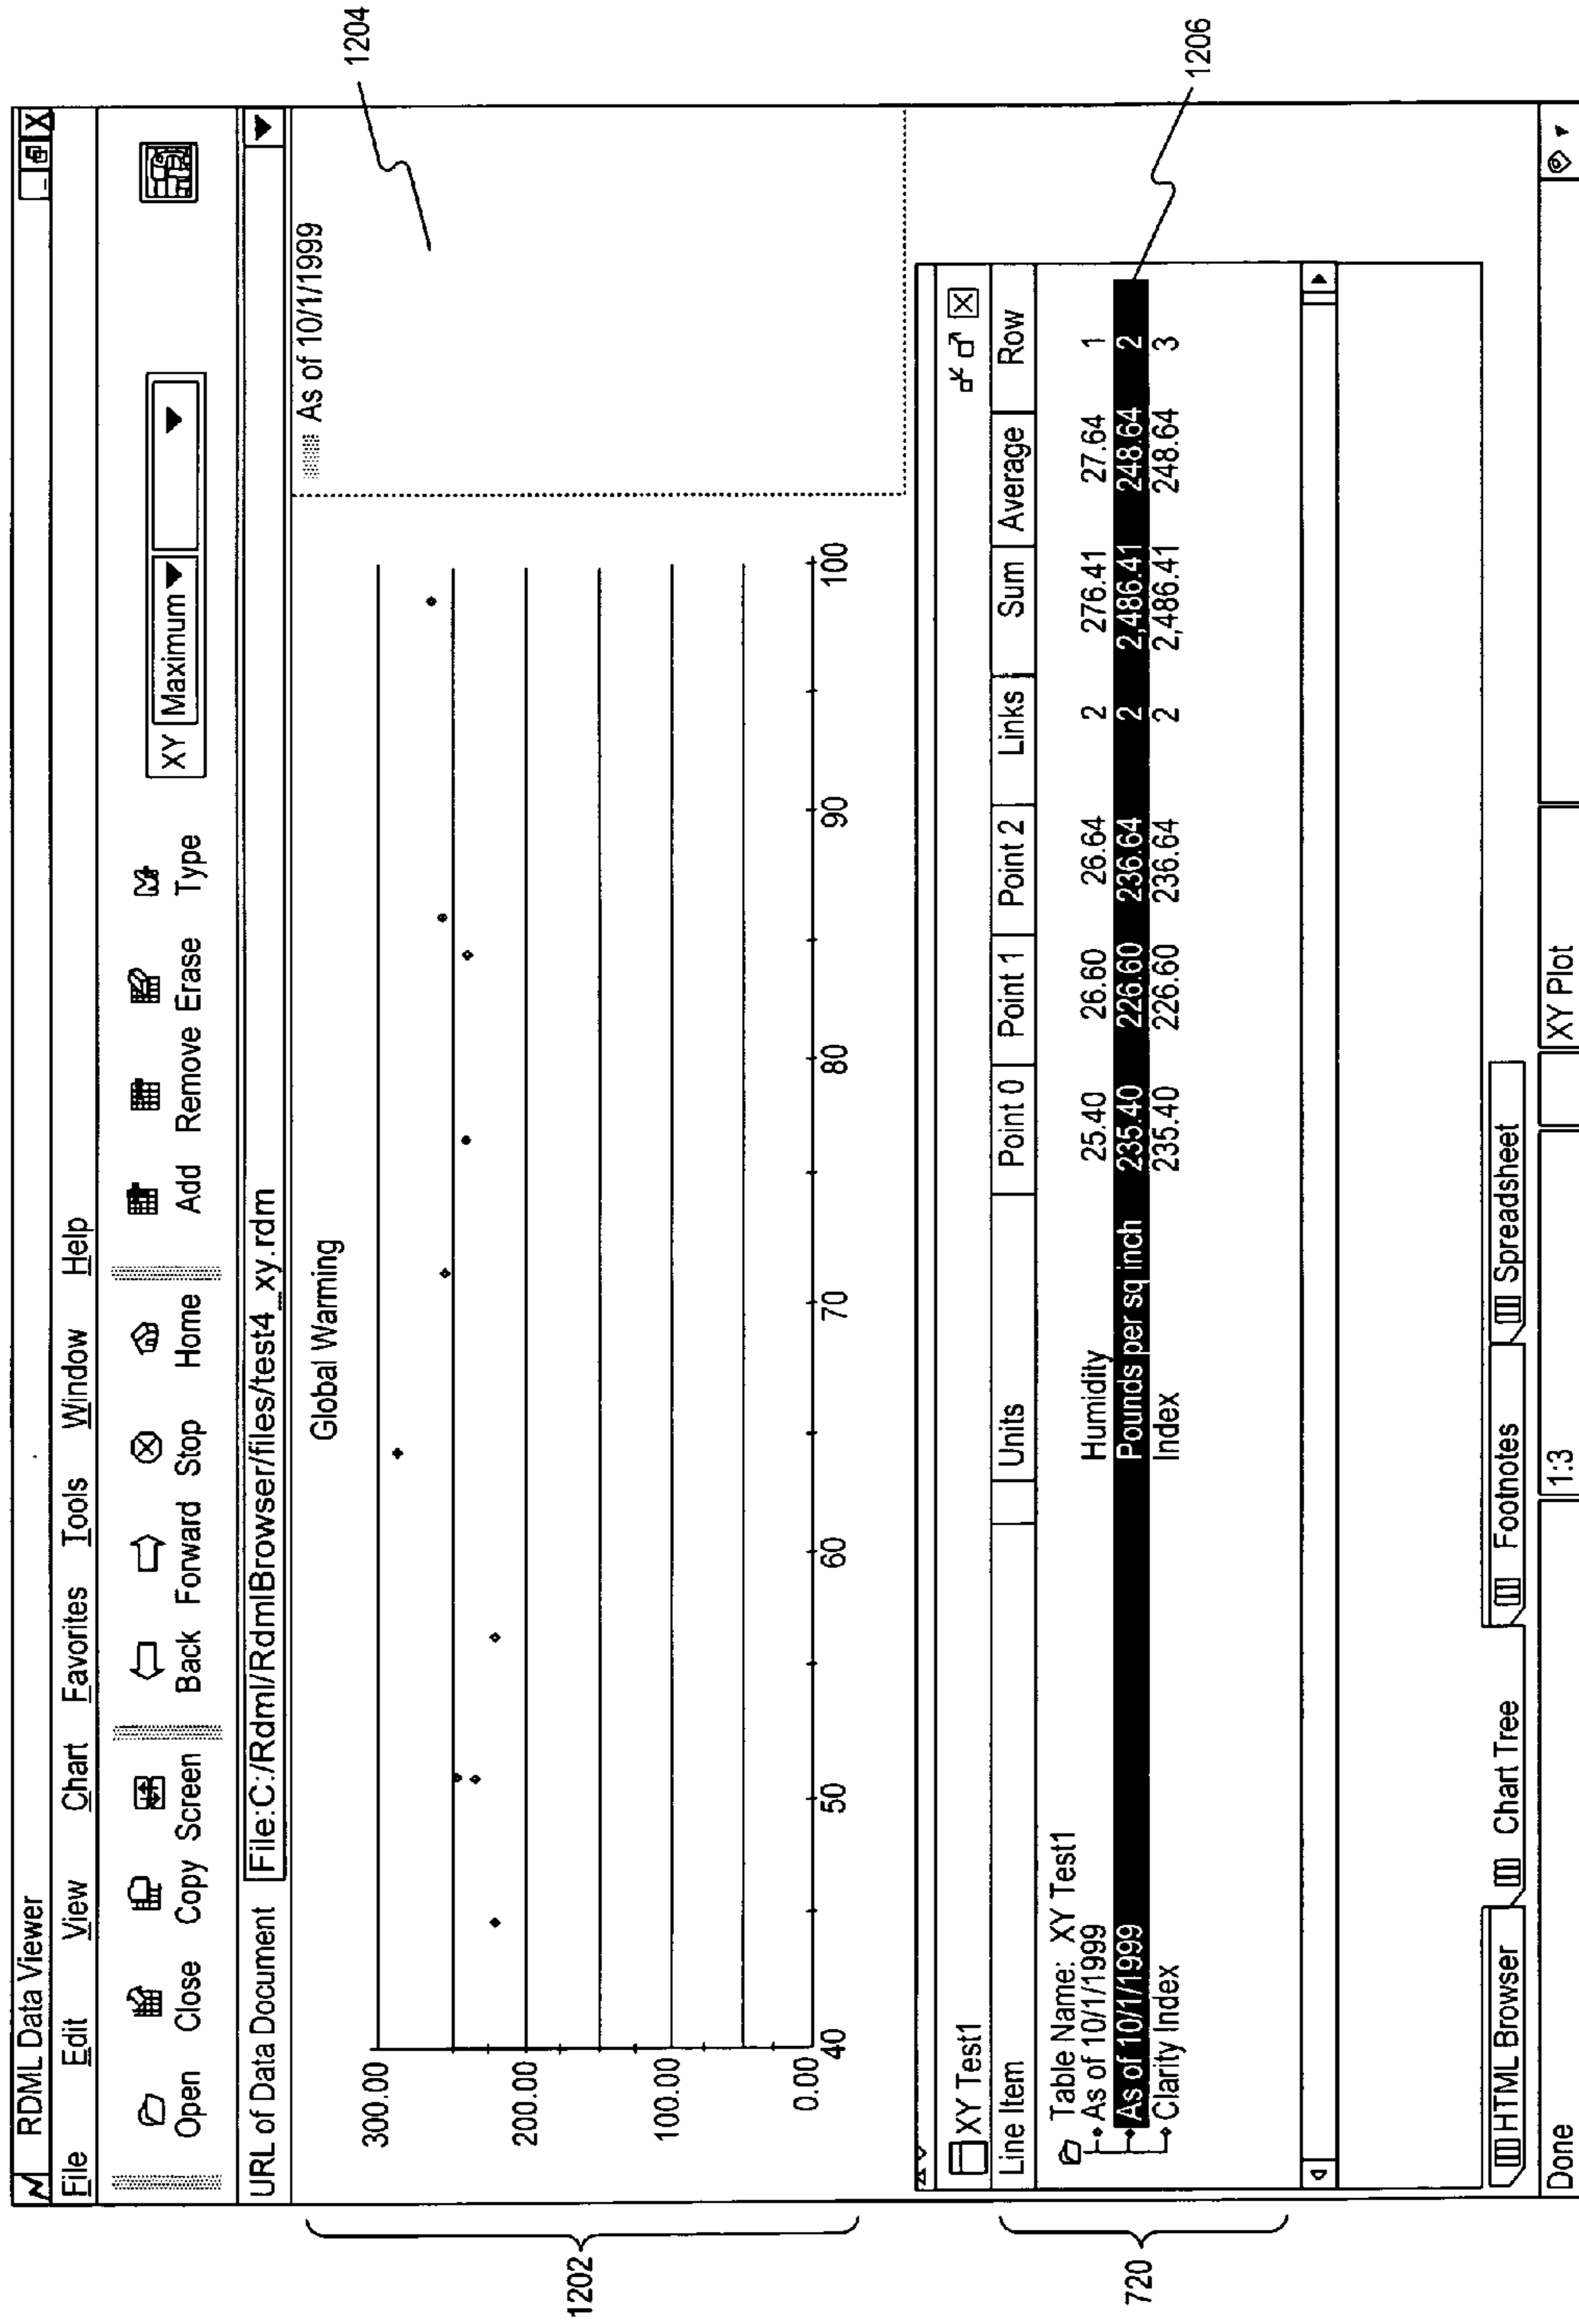 RDML Data Viewer
File Edit View Chart Favorites Tools Window Help
Open Close Copy Screen Back Forward Stop Home Add Remove Erase Type XY Maximum
URL of Data Document File:C:/Rdml/RdmlBrowser/files/test4_xy.rdm
Global Warming
As of 10/1/1999
300.00
200.00
100.00
0.00
40 50 60 70 80 90 100
1202
1204
XY Test1
Line Item Units Point 0 Point 1 Point 2 Links Sum Average Row
Table Name: XY Test1
As of 10/1/1999 Humidity 25.40 26.60 26.64 2 276.41 27.64 1
As of 10/1/1999 Pounds per sq inch 235.40 226.60 236.64 2 2,486.41 248.64 2
Clarity Index Index 235.40 226.60 236.64 2 2,486.41 248.64 3
720
1206
HTML Browser Chart Tree Footnotes Spreadsheet
Done 1:3 XY Plot